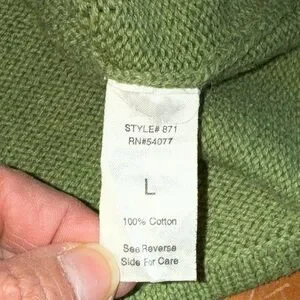 STYLE# 871
RN#54077
L
100% Cotton
See Reverse
Side For Care